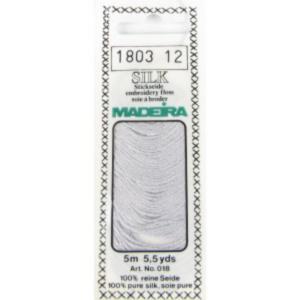 1803 12
SILK
Stickseide
embroidery floss
soie à broder
MADEIRA
5m 5,5yds
Art. No. 018
100% reine Seide
100% pure silk, soie pure